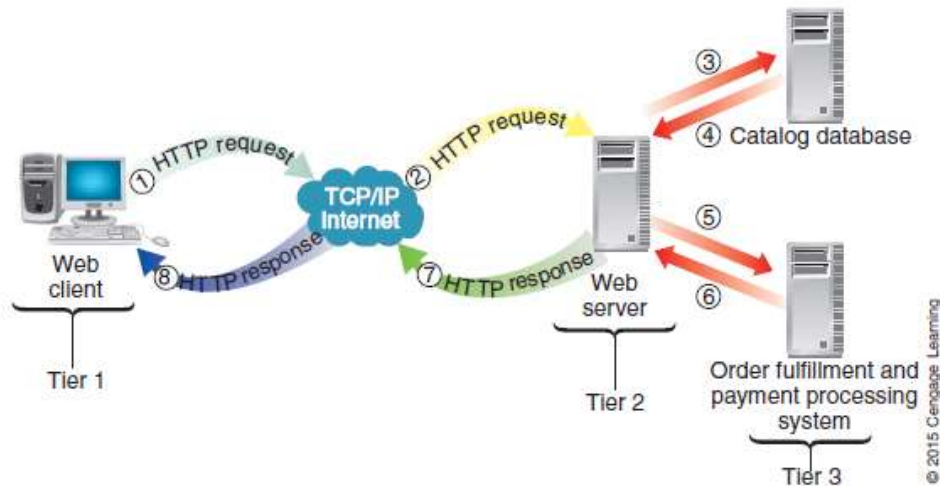 ① HTTP request
TCP/IP
Internet
② HTTP request
③
④ Catalog database
⑤
⑥
⑦ HTTP response
⑧ HTTP response
Web
client
Tier 1
Web
server
Tier 2
Order fulfillment and
payment processing
system
Tier 3
© 2015 Cengage Learning